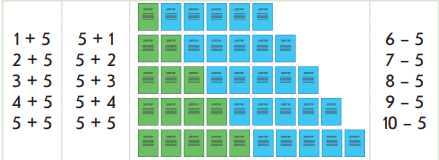 1 + 5 5 + 1 6 – 5
2 + 5 5 + 2 7 – 5
3 + 5 5 + 3 8 – 5
4 + 5 5 + 4 9 – 5
5 + 5 5 + 5 10 – 5